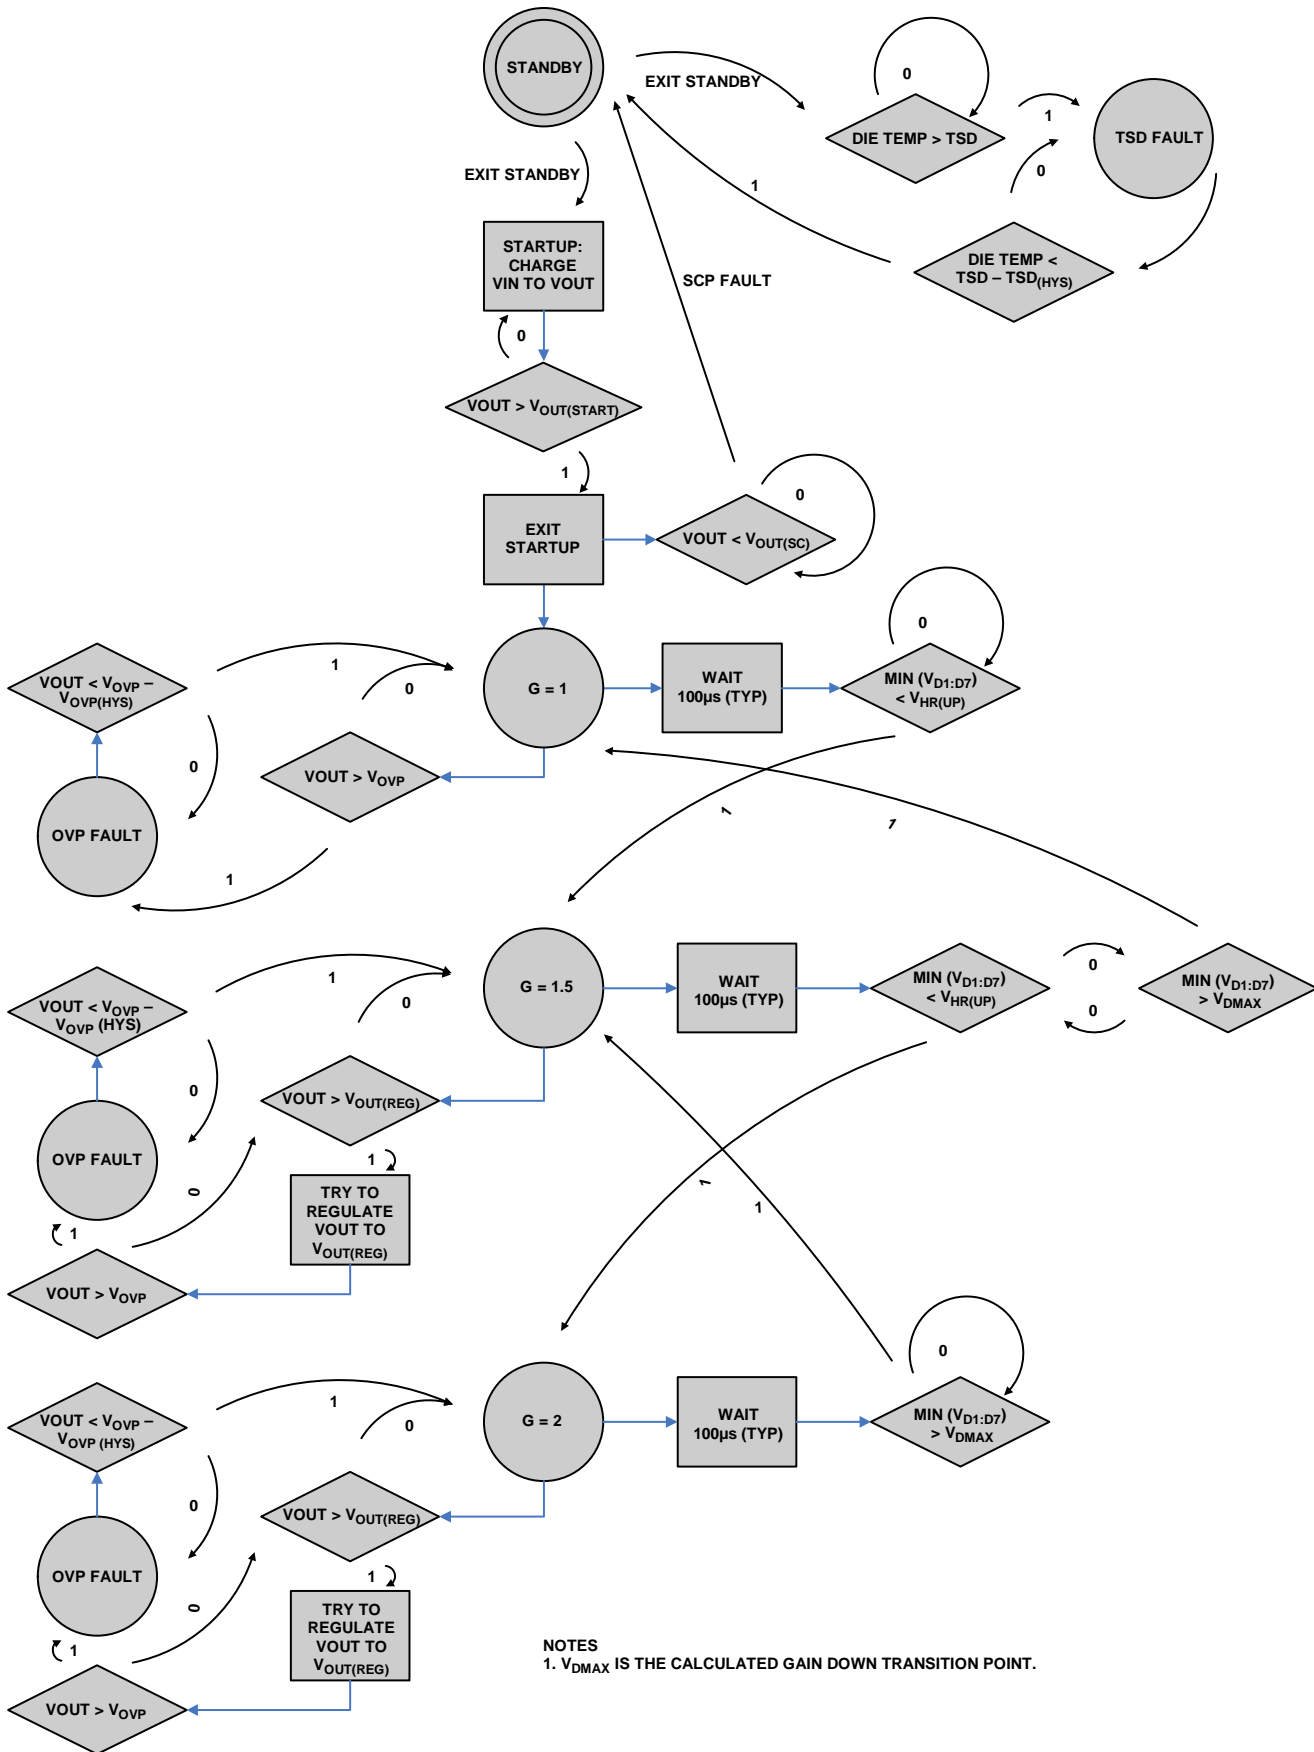 STANDBY
EXIT STANDBY
0
DIE TEMP > TSD
1
TSD FAULT
0
EXIT STANDBY
1
STARTUP:
CHARGE
VIN TO VOUT
DIE TEMP <
TSD – TSD(HYS)
SCP FAULT
0
VOUT > VOUT(START)
1
EXIT
STARTUP
VOUT < VOUT(SC)
0
0
VOUT < VOVP –
VOVP(HYS)
1
0
G = 1
WAIT
100µs (TYP)
MIN (VD1:D7)
< VHR(UP)
0
VOUT > VOVP
OVP FAULT
1
1
1
VOUT < VOVP –
VOVP (HYS)
1
0
G = 1.5
WAIT
100µs (TYP)
MIN (VD1:D7)
< VHR(UP)
0
0
MIN (VD1:D7)
> VDMAX
0
VOUT > VOUT(REG)
OVP FAULT
1
0
TRY TO
REGULATE
VOUT TO
VOUT(REG)
1
VOUT > VOVP
1
1
VOUT < VOVP –
VOVP (HYS)
1
0
G = 2
WAIT
100µs (TYP)
MIN (VD1:D7)
> VDMAX
0
0
VOUT > VOUT(REG)
OVP FAULT
1
0
TRY TO
REGULATE
VOUT TO
VOUT(REG)
1
VOUT > VOVP
NOTES
1. VDMAX IS THE CALCULATED GAIN DOWN TRANSITION POINT.